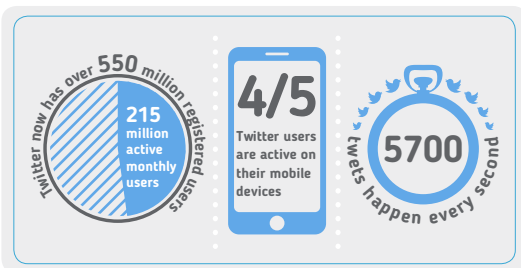 Twitter now has over 550 million registered users
215
million
active
monthly
users
4/5
Twitter users
are active on
their mobile
devices
5700
twets happen every second